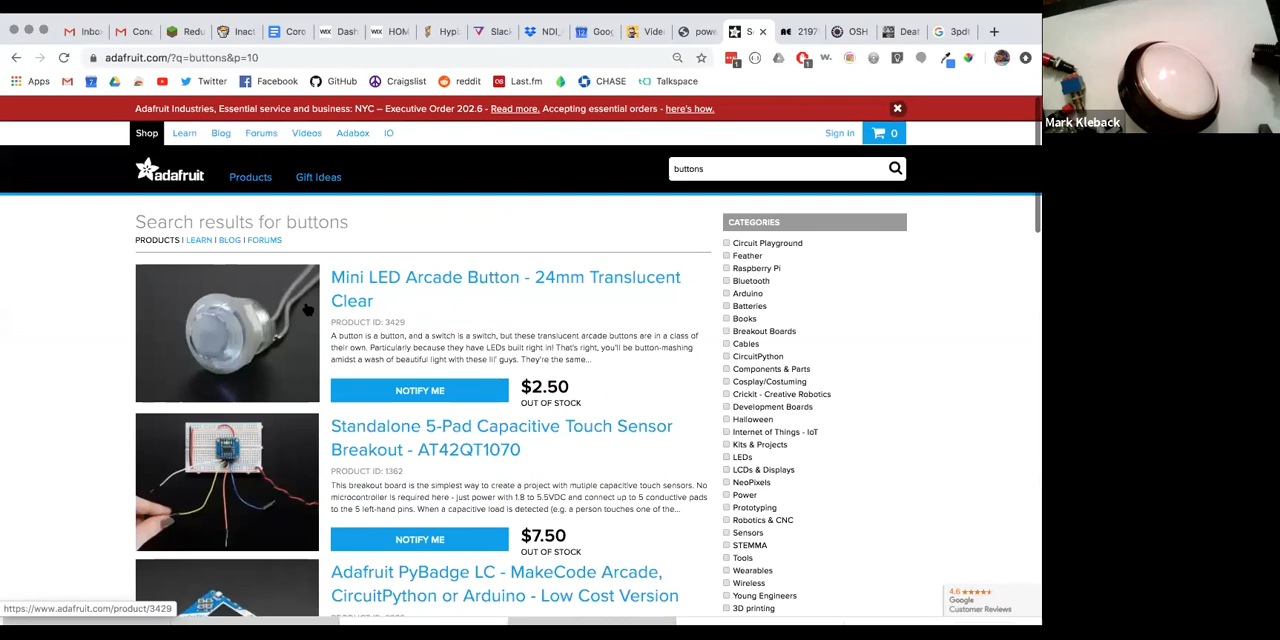 Inbo
Con
Redu
Inact
Coro
WIX Dash
WIX HOM
HypL
Slac
NDI_
12 Goog
Vide
powe
S
AE 2197
OSH
Deat
G 3pdt
adafruit.com/?q=buttons&p=10
Apps
Twitter
Facebook
GitHub
Craigslist
reddit
Last.fm
CHASE
Talkspace
Adafruit Industries, Essential service and business: NYC – Executive Order 202.6 - Read more. Accepting essential orders - here's how.
Shop
Learn
Blog
Forums
Videos
Adabox
IO
Sign In
0
adafruit
Products
Gift Ideas
buttons
Search results for buttons
PRODUCTS | LEARN | BLOG | FORUMS
Mini LED Arcade Button - 24mm Translucent
Clear
PRODUCT ID: 3429
A button is a button, and a switch is a switch, but these translucent arcade buttons are in a class of
their own. Particularly because they have LEDs built right in! That's right, you'll be button-mashing
amidst a wash of beautiful light with these lil' guys. They're the same...
NOTIFY ME
$2.50
OUT OF STOCK
Standalone 5-Pad Capacitive Touch Sensor
Breakout - AT42QT1070
PRODUCT ID: 1362
This breakout board is the simplest way to create a project with mutiple capacitive touch sensors. No
microcontroller is required here - just power with 1.8 to 5.5VDC and connect up to 5 conductive pads
to the 5 left-hand pins. When a capacitive load is detected (e.g. a person touches one of the...
NOTIFY ME
$7.50
OUT OF STOCK
Adafruit PyBadge LC - MakeCode Arcade,
CircuitPython or Arduino - Low Cost Version
CATEGORIES
Circuit Playground
Feather
Raspberry Pi
Bluetooth
Arduino
Batteries
Books
Breakout Boards
Cables
CircuitPython
Components & Parts
Cosplay/Costuming
Crickit - Creative Robotics
Development Boards
Halloween
Internet of Things - IoT
Kits & Projects
LEDs
LCDs & Displays
NeoPixels
Power
Prototyping
Robotics & CNC
Sensors
STEMMA
Tools
Wearables
Wireless
Young Engineers
3D printing
4.6
Google
Customer Reviews
https://www.adafruit.com/product/3429
Mark Kleback